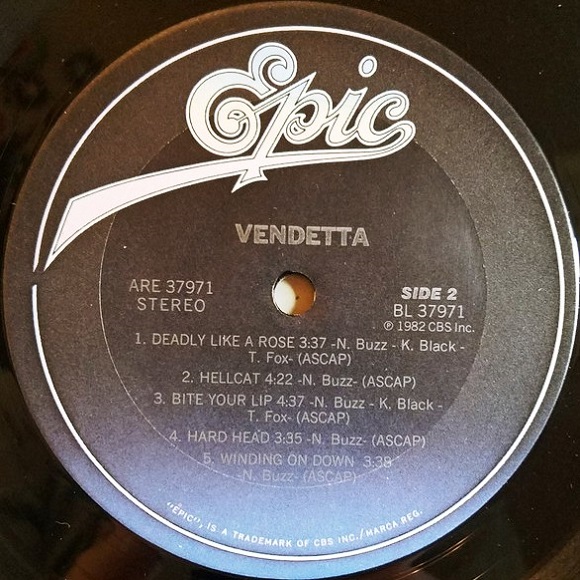 Epic
VENDETTA
ARE 37971
STEREO
SIDE 2
BL 37971
℗ 1982 CBS Inc.
1. DEADLY LIKE A ROSE 3:37 -N. Buzz - K. Black -
T. Fox- (ASCAP)
2. HELLCAT 4:22 -N. Buzz- (ASCAP)
3. BITE YOUR LIP 4:37 -N. Buzz - K. Black -
T. Fox- (ASCAP)
4. HARD HEAD 3:35 -N. Buzz- (ASCAP)
5. WINDING ON DOWN 3:38
-N. Buzz- (ASCAP)
"EPIC", IS A TRADEMARK OF CBS INC./MARCA REG.